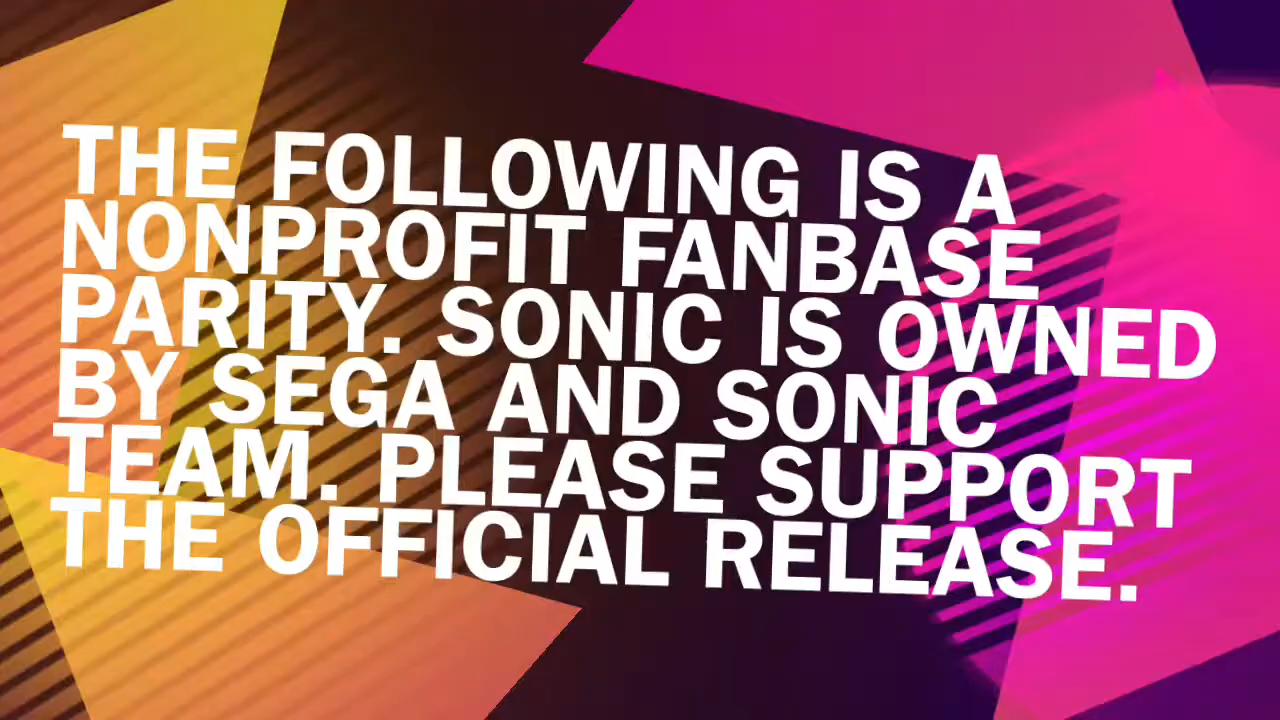 THE FOLLOWING IS A
NONPROFIT FANBASE
PARITY. SONIC IS OWNED
BY SEGA AND SONIC
TEAM. PLEASE SUPPORT
THE OFFICIAL RELEASE.